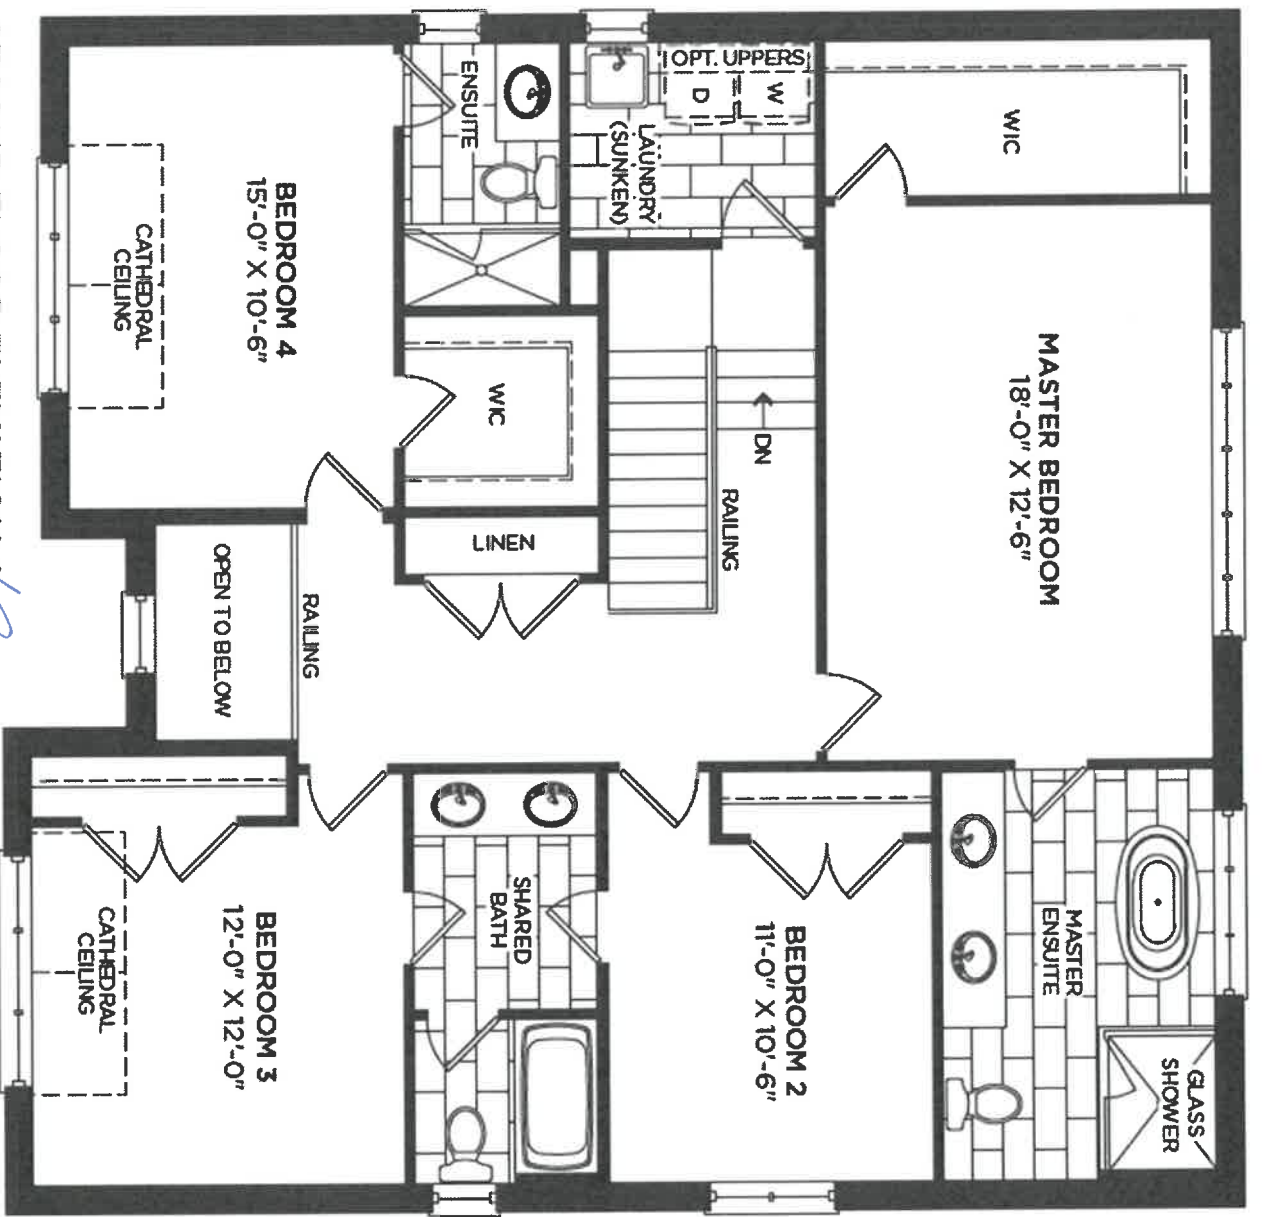 ENSUITE
OPT. UPPERS
D
W
LAUNDRY
(SUNKEN)
WIC
BEDROOM 4
15'-0" X 10'-6"
CATHEDRAL
CEILING
WIC
LINEN
DN
RAILING
MASTER BEDROOM
18'-0" X 12'-6"
OPEN TO BELOW
RAILING
BEDROOM 3
12'-0" X 12'-0"
CATHEDRAL
CEILING
SHARED
BATH
BEDROOM 2
11'-0" X 10'-6"
MASTER
ENSUITE
GLASS
SHOWER